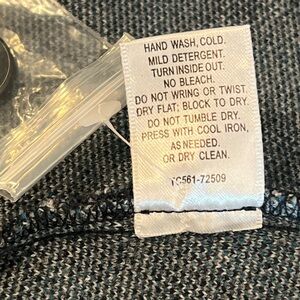 HAND WASH, COLD.
MILD DETERGENT.
TURN INSIDE OUT.
NO BLEACH.
DO NOT WRING OR TWIST.
DRY FLAT; BLOCK TO DRY.
DO NOT TUMBLE DRY.
PRESS WITH COOL IRON,
AS NEEDED.
OR DRY CLEAN.
TG561-72509